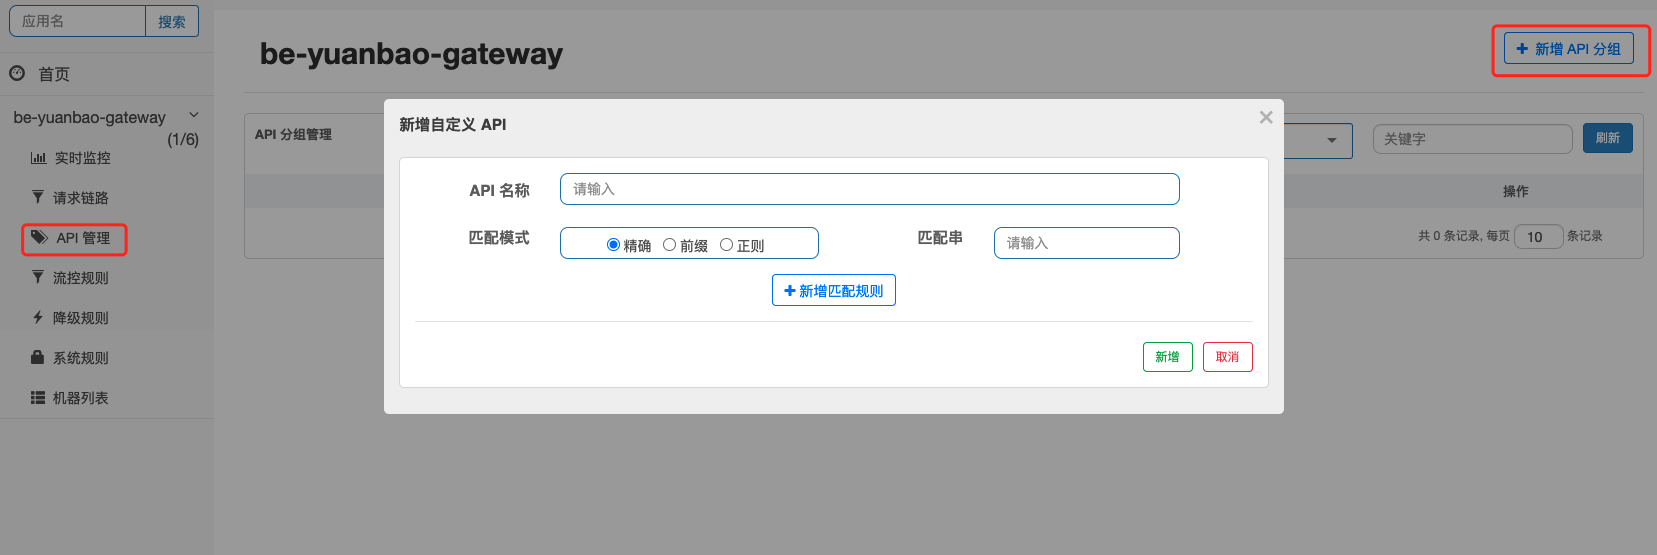 应用名
搜索
首页
be-yuanbao-gateway
(1/6)
实时监控
请求链路
API 管理
流控规则
降级规则
系统规则
机器列表
be-yuanbao-gateway
新增 API 分组
API 分组管理
关键字
刷新
操作
共 0 条记录, 每页 10 条记录
新增自定义 API
×
API 名称
请输入
匹配模式
精确 前缀 正则
匹配串
请输入
新增匹配规则
新增
取消